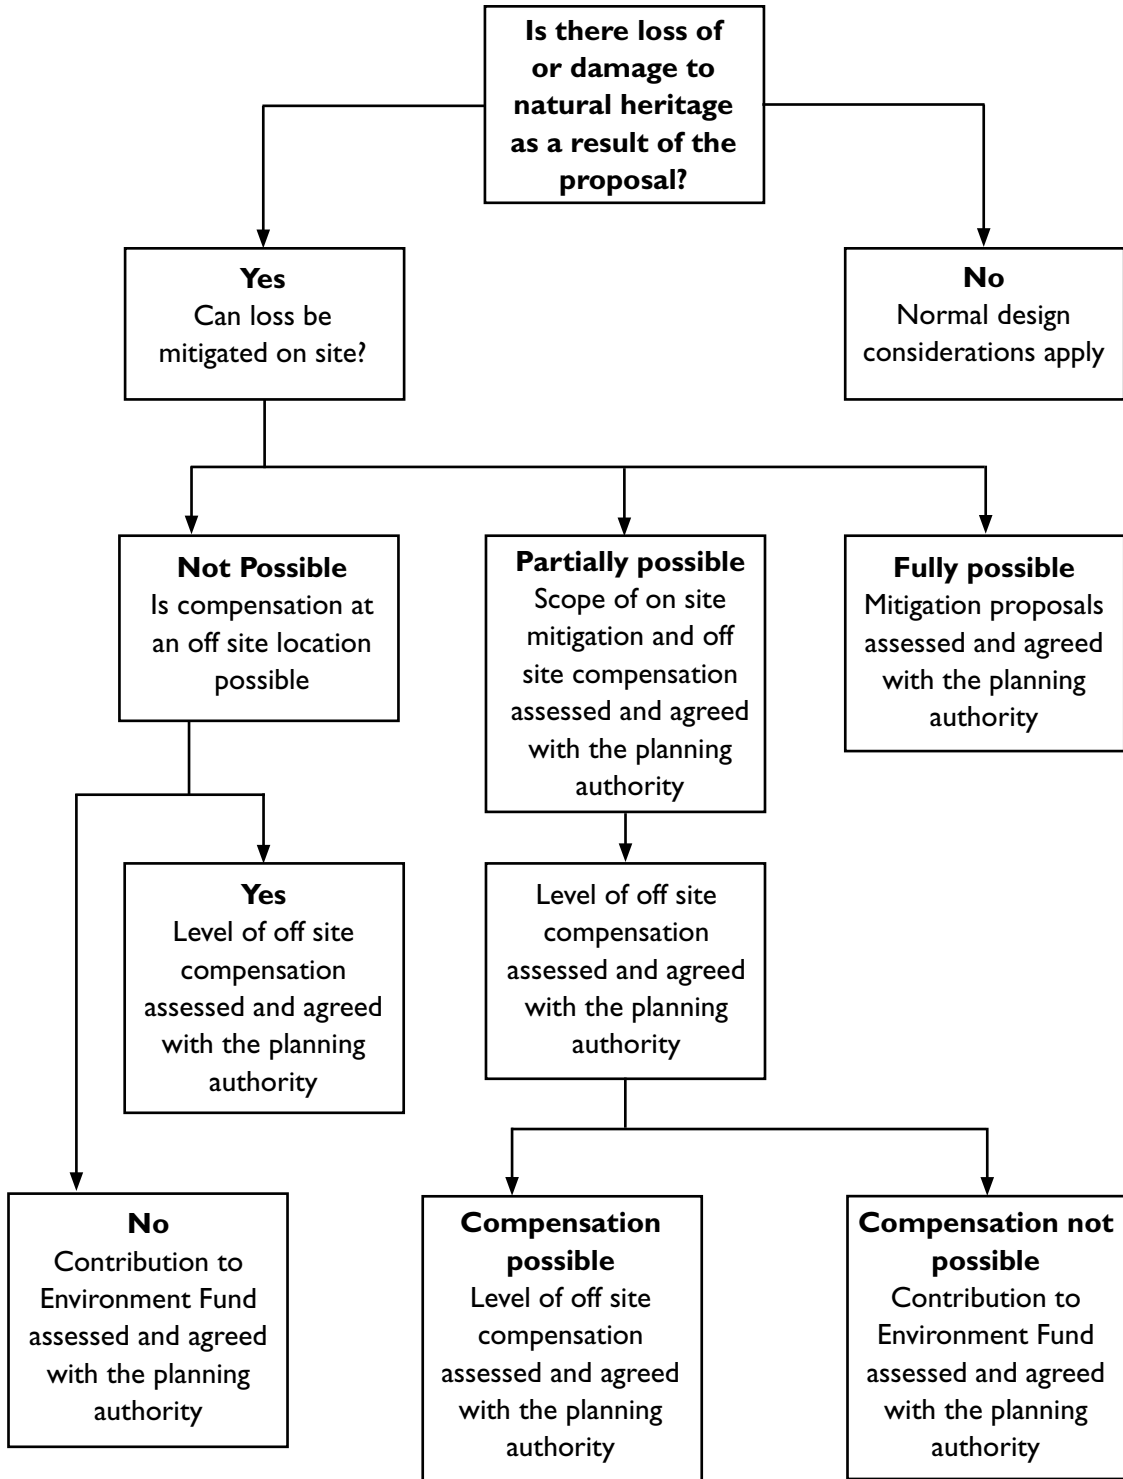 Is there loss of
or damage to
natural heritage
as a result of the
proposal?
Yes
Can loss be
mitigated on site?
No
Normal design
considerations apply
Not Possible
Is compensation at
an off site location
possible
Partially possible
Scope of on site
mitigation and off
site compensation
assessed and agreed
with the planning
authority
Fully possible
Mitigation proposals
assessed and agreed
with the planning
authority
Yes
Level of off site
compensation
assessed and agreed
with the planning
authority
Level of off site
compensation
assessed and agreed
with the planning
authority
No
Contribution to
Environment Fund
assessed and agreed
with the planning
authority
Compensation
possible
Level of off site
compensation
assessed and agreed
with the planning
authority
Compensation not
possible
Contribution to
Environment Fund
assessed and agreed
with the planning
authority